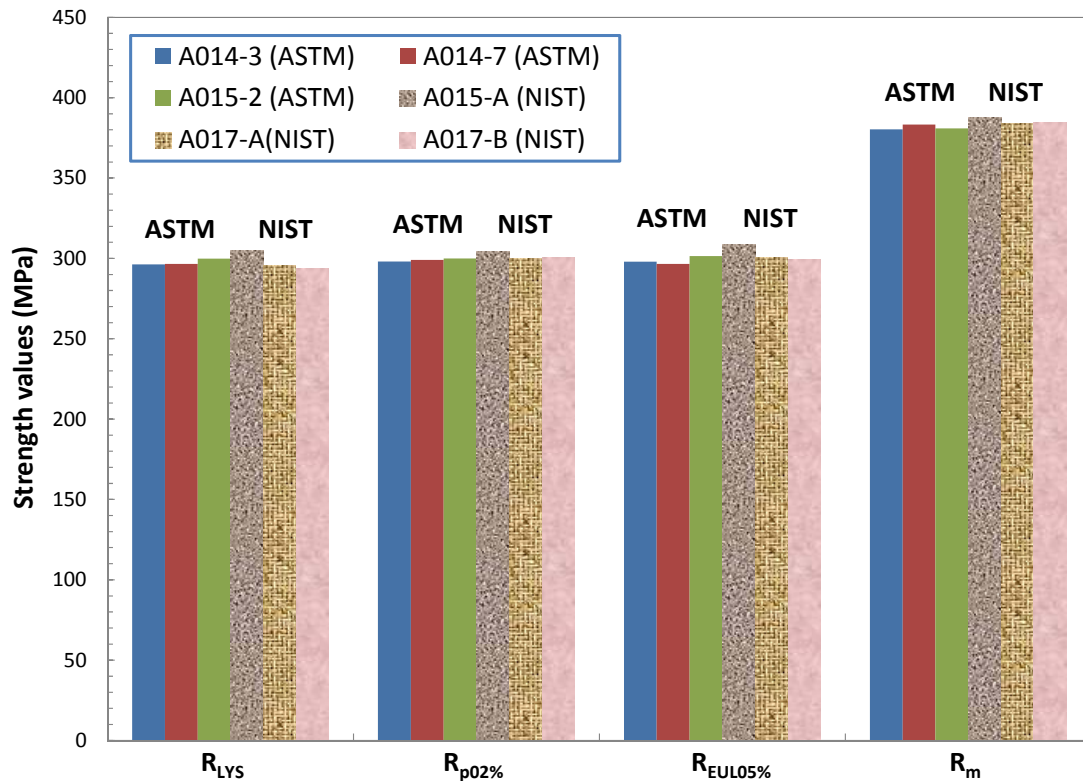 450
400
350
300
250
200
150
100
50
0
Strength values (MPa)
A014-3 (ASTM) A014-7 (ASTM)
A015-2 (ASTM) A015-A (NIST)
A017-A(NIST) A017-B (NIST)
ASTM NIST
ASTM NIST
ASTM NIST
ASTM NIST
RLYS Rp02% REUL05% Rm